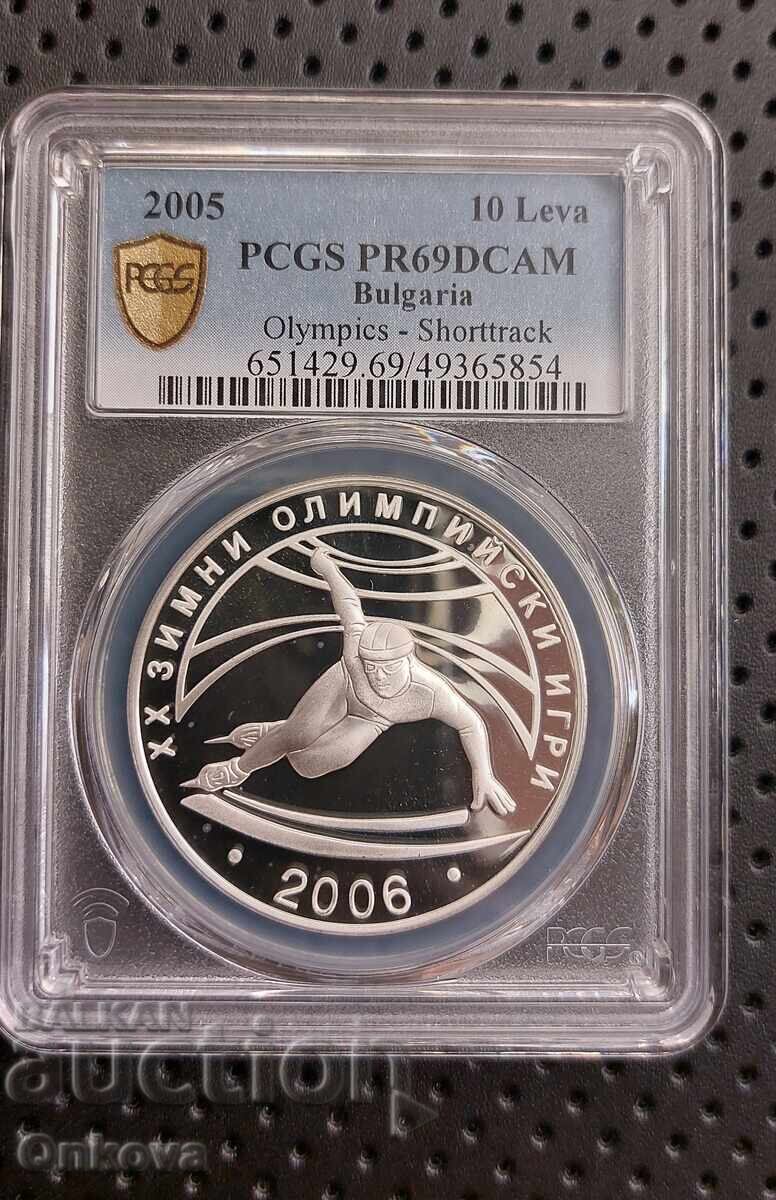 2005 10 Leva
PCGS PCGS PR69DCAM
Bulgaria
Olympics - Shorttrack
651429.69/49365854
XX ЗИМНИ ОЛИМПИЙСКИ ИГРИ
· 2006 ·
PCGS®
BALKAN
auction
Onkova